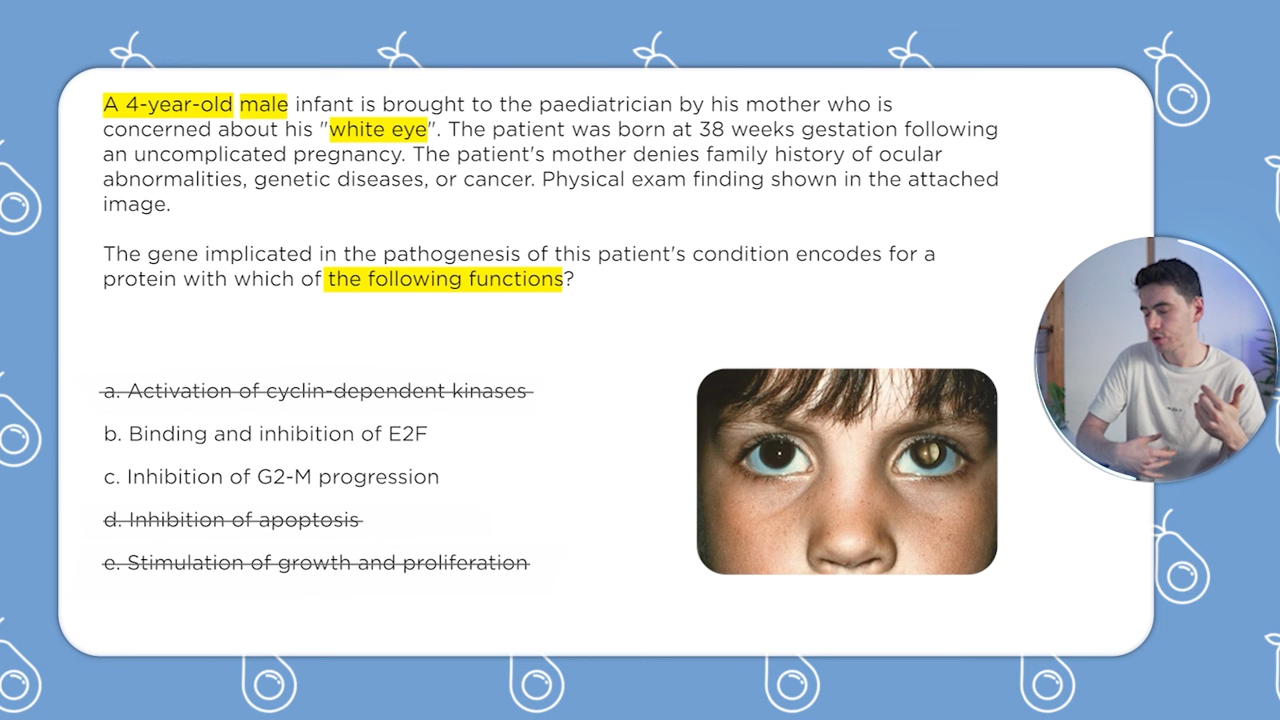 A 4-year-old male infant is brought to the paediatrician by his mother who is
concerned about his "white eye". The patient was born at 38 weeks gestation following
an uncomplicated pregnancy. The patient's mother denies family history of ocular
abnormalities, genetic diseases, or cancer. Physical exam finding shown in the attached
image.
The gene implicated in the pathogenesis of this patient's condition encodes for a
protein with which of the following functions?
a. Activation of cyclin-dependent kinases
b. Binding and inhibition of E2F
c. Inhibition of G2-M progression
d. Inhibition of apoptosis
e. Stimulation of growth and proliferation